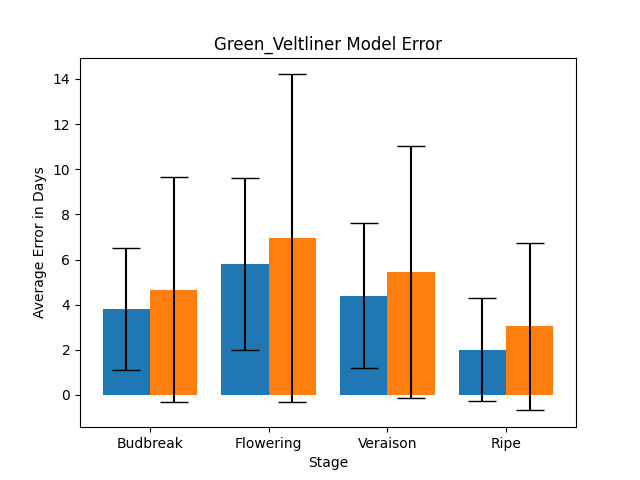 Green_Veltliner Model Error
Average Error in Days
14
12
10
8
6
4
2
0
Budbreak Flowering Veraison Ripe
Stage